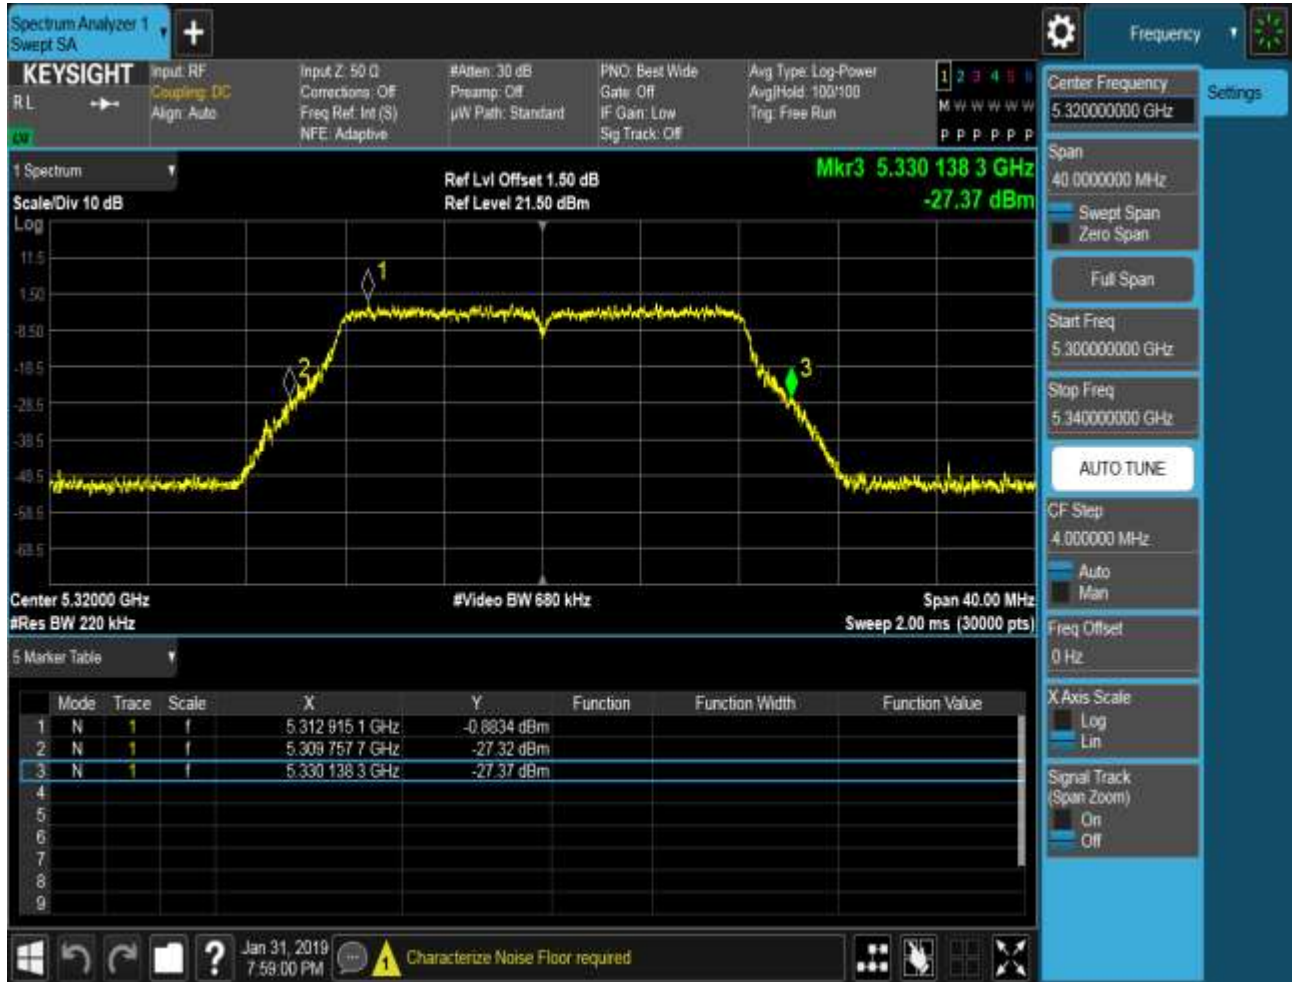 Spectrum Analyzer 1
Swept SA
+
Frequency
KEYSIGHT
RL
Input: RF
Coupling: DC
Align: Auto
Input Z: 50 Ω
Corrections: Off
Freq Ref: Int (S)
NFE: Adaptive
#Atten: 30 dB
Preamp: Off
µW Path: Standard
PNO: Best Wide
Gate: Off
IF Gain: Low
Sig Track: Off
Avg Type: Log-Power
Avg|Hold: 100/100
Trig: Free Run
1 2 3 4 5 6
M W W W W W
P P P P P P
1 Spectrum
Scale/Div 10 dB
Ref Lvl Offset 1.50 dB
Ref Level 21.50 dBm
Mkr3 5.330 138 3 GHz
-27.37 dBm
Log
11.5
1.50
-8.50
-18.5
-28.5
-38.5
-48.5
-58.5
-68.5
1
2
3
Center 5.32000 GHz
#Video BW 680 kHz
Span 40.00 MHz
#Res BW 220 kHz
Sweep 2.00 ms (30000 pts)
5 Marker Table
Mode Trace Scale X Y Function Function Width Function Value
1 N 1 f 5.312 915 1 GHz -0.8834 dBm
2 N 1 f 5.309 757 7 GHz -27.32 dBm
3 N 1 f 5.330 138 3 GHz -27.37 dBm
4
5
6
7
8
9
?
Jan 31, 2019
7:59:00 PM
1
Characterize Noise Floor required
Center Frequency
5.320000000 GHz
Settings
Span
40.0000000 MHz
Swept Span
Zero Span
Full Span
Start Freq
5.300000000 GHz
Stop Freq
5.340000000 GHz
AUTO TUNE
CF Step
4.000000 MHz
Auto
Man
Freq Offset
0 Hz
X Axis Scale
Log
Lin
Signal Track
(Span Zoom)
On
Off